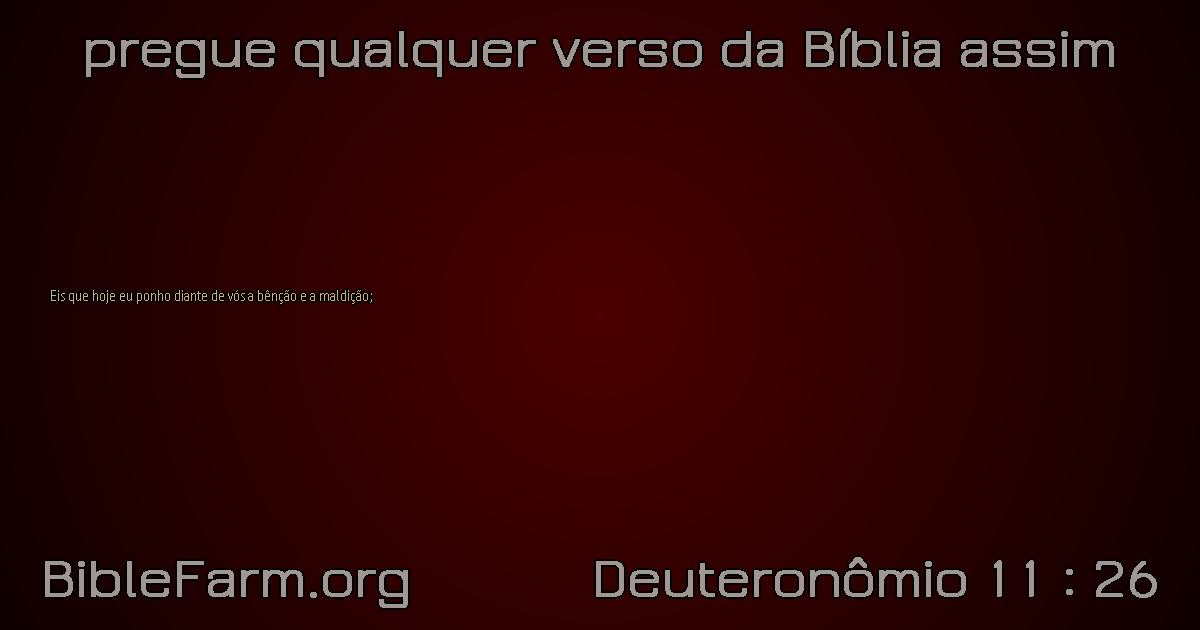 pregue qualquer verso da Bíblia assim
Eis que hoje eu ponho diante de vós a bênção e a maldição;
BibleFarm.org
Deuteronômio 11 : 26